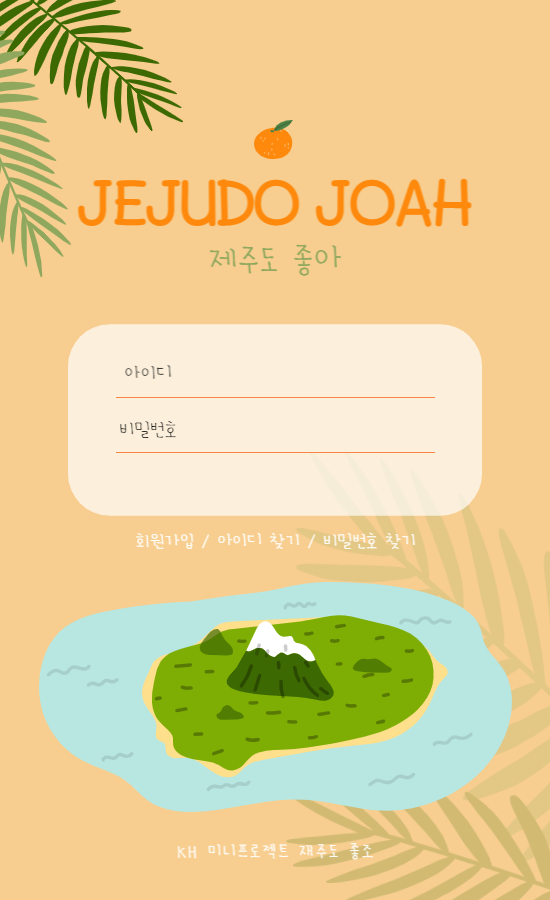 JEJUDO JOAH
제주도 좋아
아이디
비밀번호
회원가입 / 아이디 찾기 / 비밀번호 찾기
KH 미니프로젝트 재주도 좋조